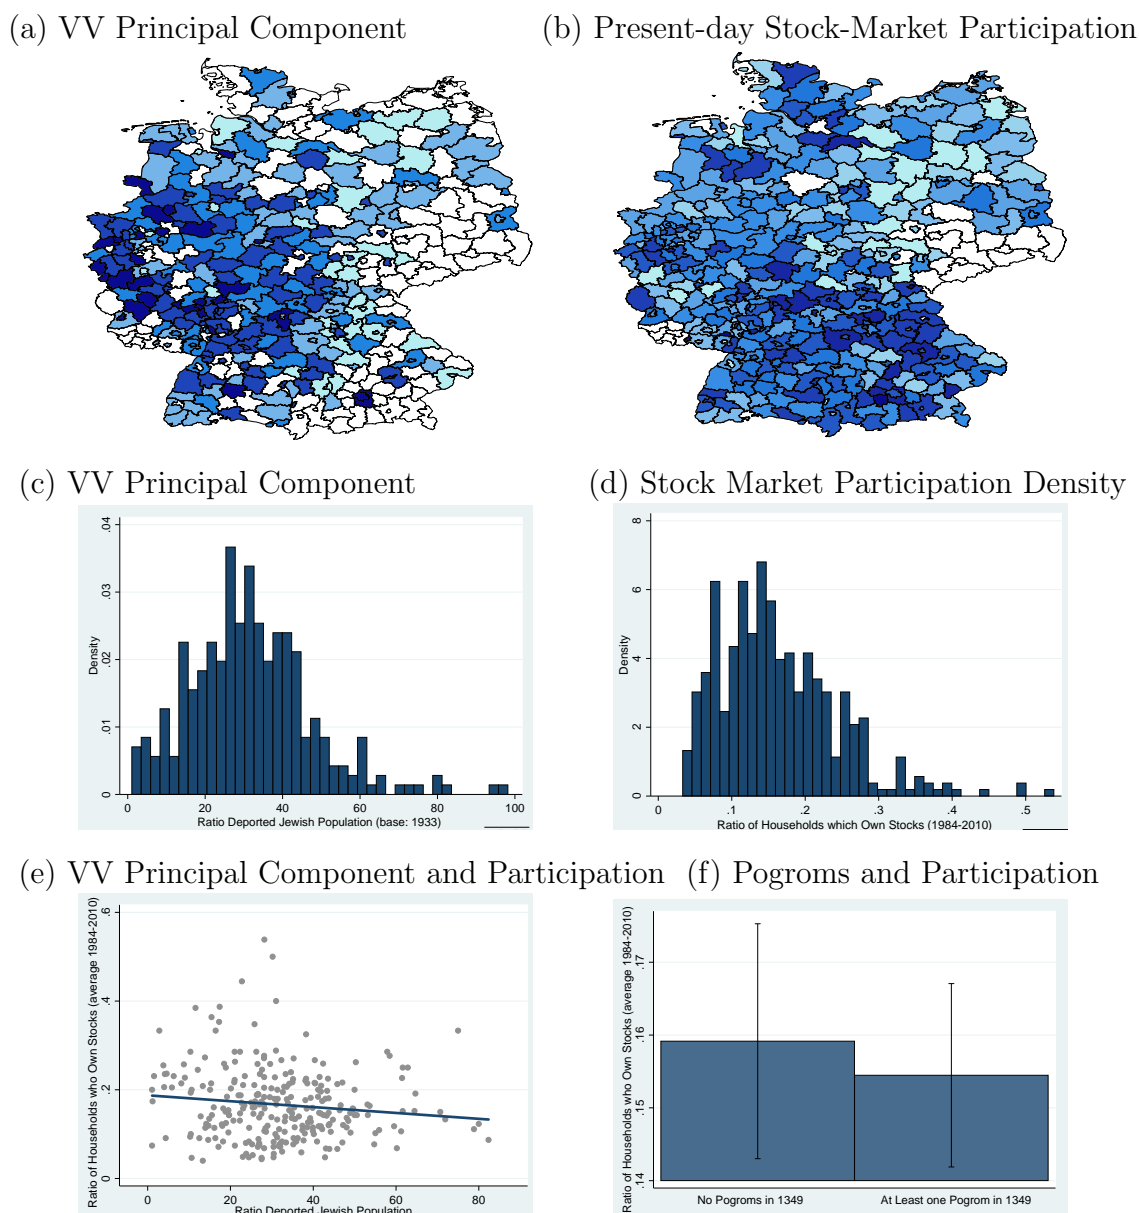 (a) VV Principal Component
(b) Present-day Stock-Market Participation
(c) VV Principal Component
Density
0 .01 .02 .03 .04
0 20 40 60 80 100
Ratio Deported Jewish Population (base: 1933)
(d) Stock Market Participation Density
Density
0 2 4 6 8
0 .1 .2 .3 .4 .5
Ratio of Households which Own Stocks (1984-2010)
(e) VV Principal Component and Participation
Ratio of Households who Own Stocks (average 1984-2010)
0 .2 .4 .6
0 20 40 60 80
Ratio Deported Jewish Population
(f) Pogroms and Participation
Ratio of Households who Own Stocks (average 1984-2010)
.14 .15 .16 .17
No Pogroms in 1349
At Least one Pogrom in 1349